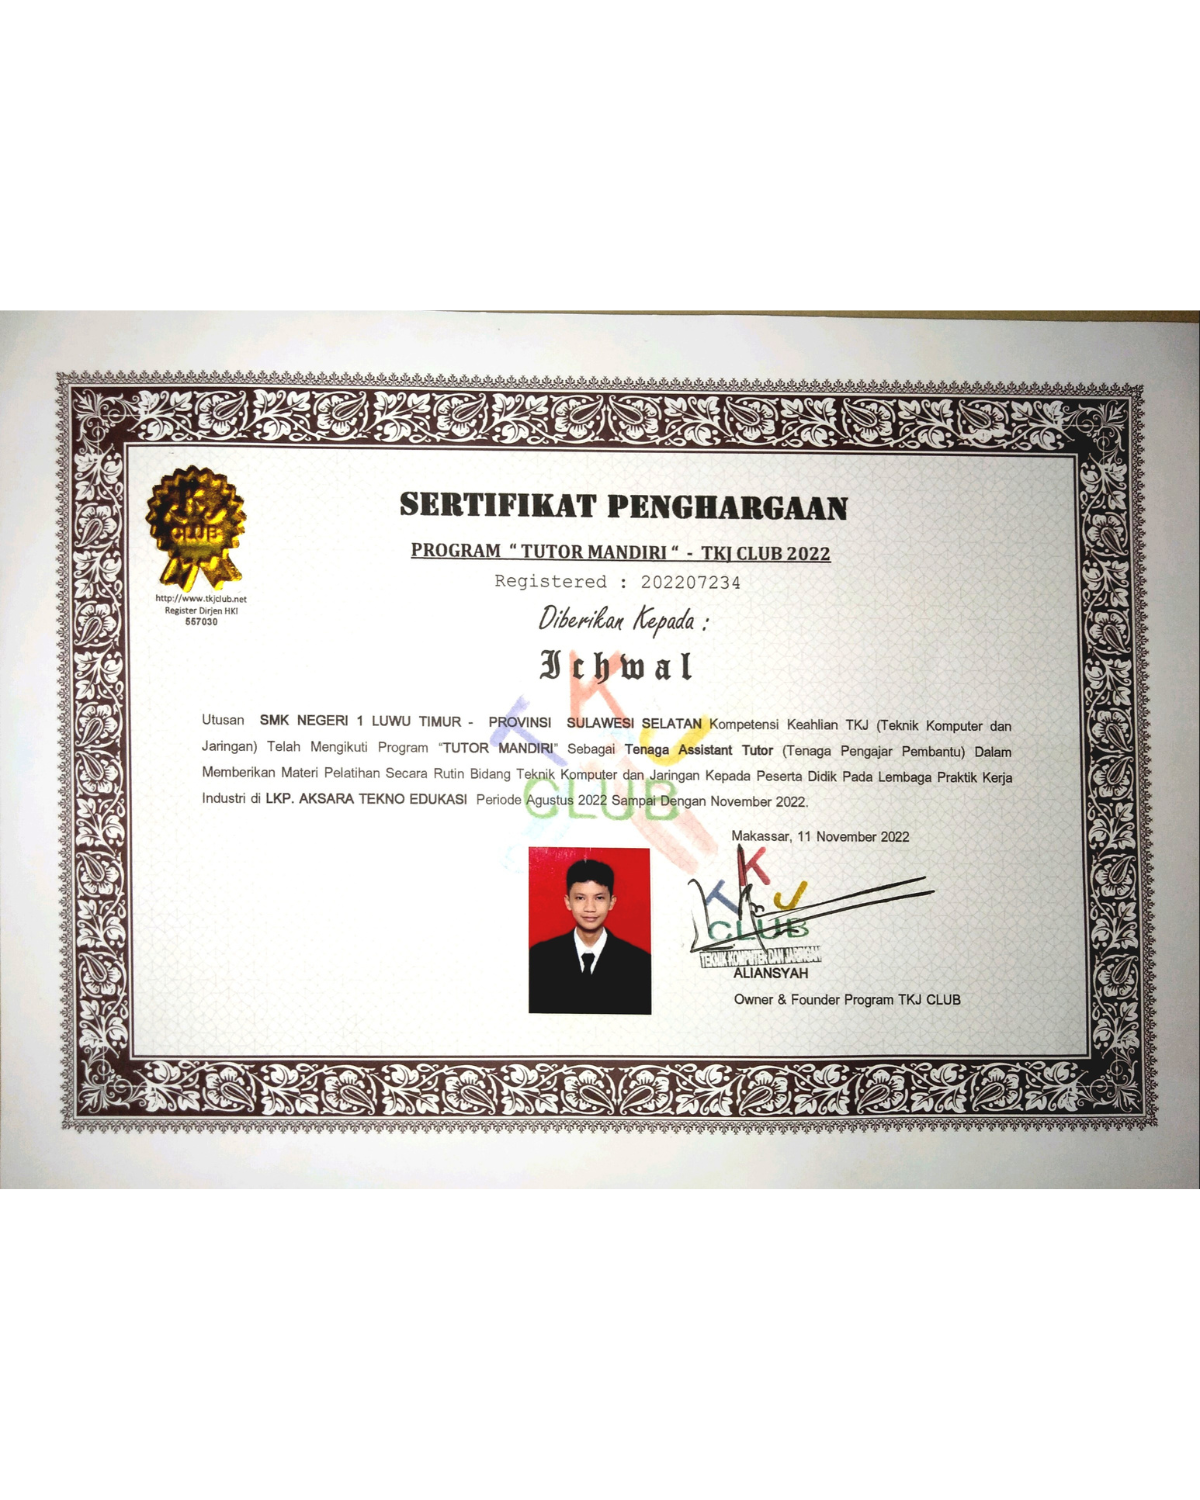 CLUB
http://www.tkjclub.net
Register Dirjen HKI
557030
SERTIFIKAT PENGHARGAAN
PROGRAM “ TUTOR MANDIRI “ - TKJ CLUB 2022
Registered : 202207234
Diberikan Kepada :
Ichwal
Utusan SMK NEGERI 1 LUWU TIMUR - PROVINSI SULAWESI SELATAN Kompetensi Keahlian TKJ (Teknik Komputer dan
Jaringan) Telah Mengikuti Program “TUTOR MANDIRI” Sebagai Tenaga Assistant Tutor (Tenaga Pengajar Pembantu) Dalam
Memberikan Materi Pelatihan Secara Rutin Bidang Teknik Komputer dan Jaringan Kepada Peserta Didik Pada Lembaga Praktik Kerja
Industri di LKP. AKSARA TEKNO EDUKASI Periode Agustus 2022 Sampai Dengan November 2022.
TKJ
CLUB
Makassar, 11 November 2022
TKJ
CLUB
TEKNIK KOMPUTER DAN JARINGAN
ALIANSYAH
Owner & Founder Program TKJ CLUB